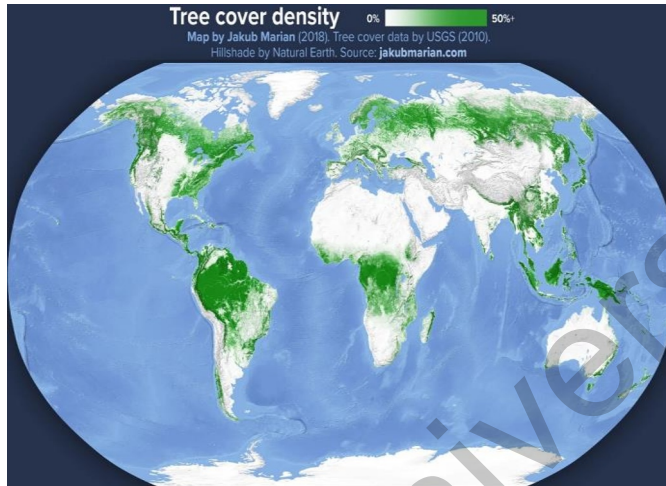 Tree cover density 0% 50%+
Map by Jakub Marian (2018). Tree cover data by USGS (2010).
Hillshade by Natural Earth. Source: jakubmarian.com